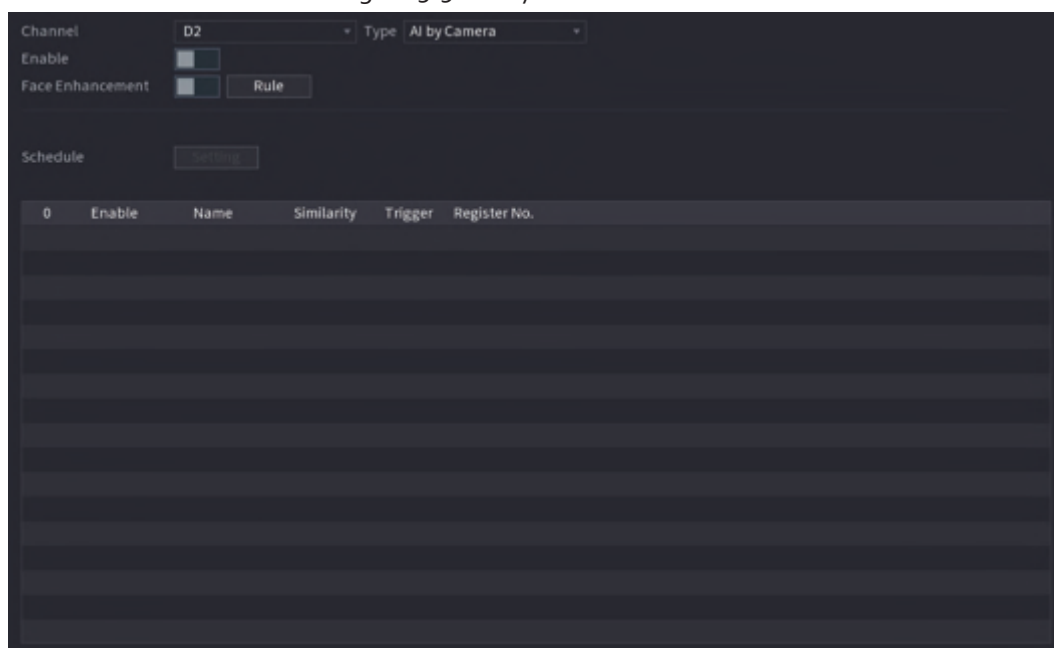 Channel D2 Type AI by Camera
Enable
Face Enhancement Rule
Schedule Setting
0 Enable Name Similarity Trigger Register No.